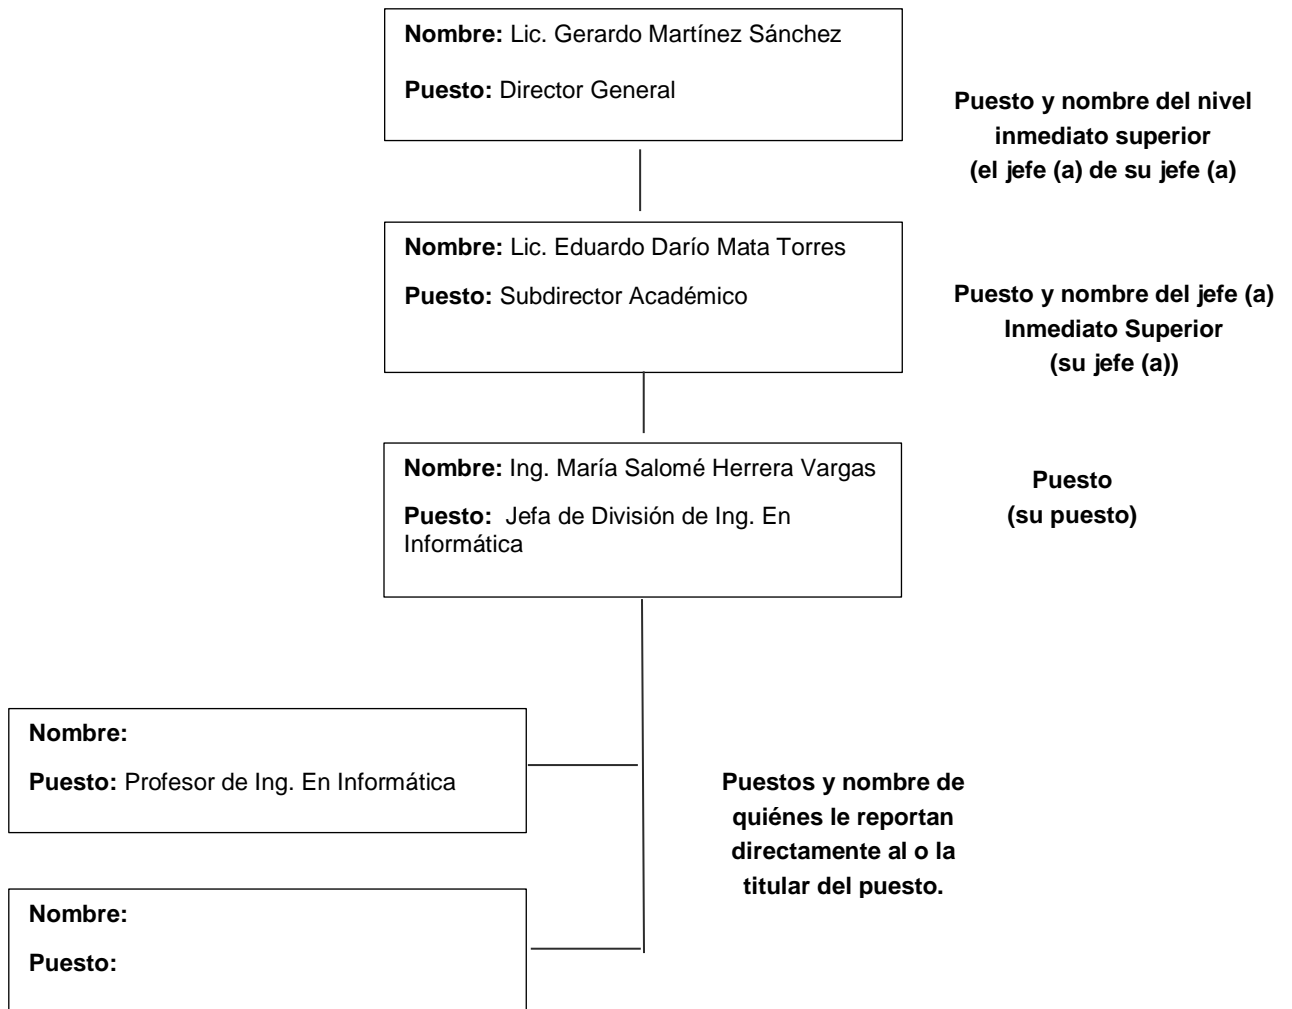 Nombre: Lic. Gerardo Martínez Sánchez
Puesto: Director General
Puesto y nombre del nivel
inmediato superior
(el jefe (a) de su jefe (a)
Nombre: Lic. Eduardo Darío Mata Torres
Puesto: Subdirector Académico
Puesto y nombre del jefe (a)
Inmediato Superior
(su jefe (a))
Nombre: Ing. María Salomé Herrera Vargas
Puesto: Jefa de División de Ing. En
Informática
Puesto
(su puesto)
Nombre:
Puesto: Profesor de Ing. En Informática
Puestos y nombre de
quiénes le reportan
directamente al o la
titular del puesto.
Nombre:
Puesto: